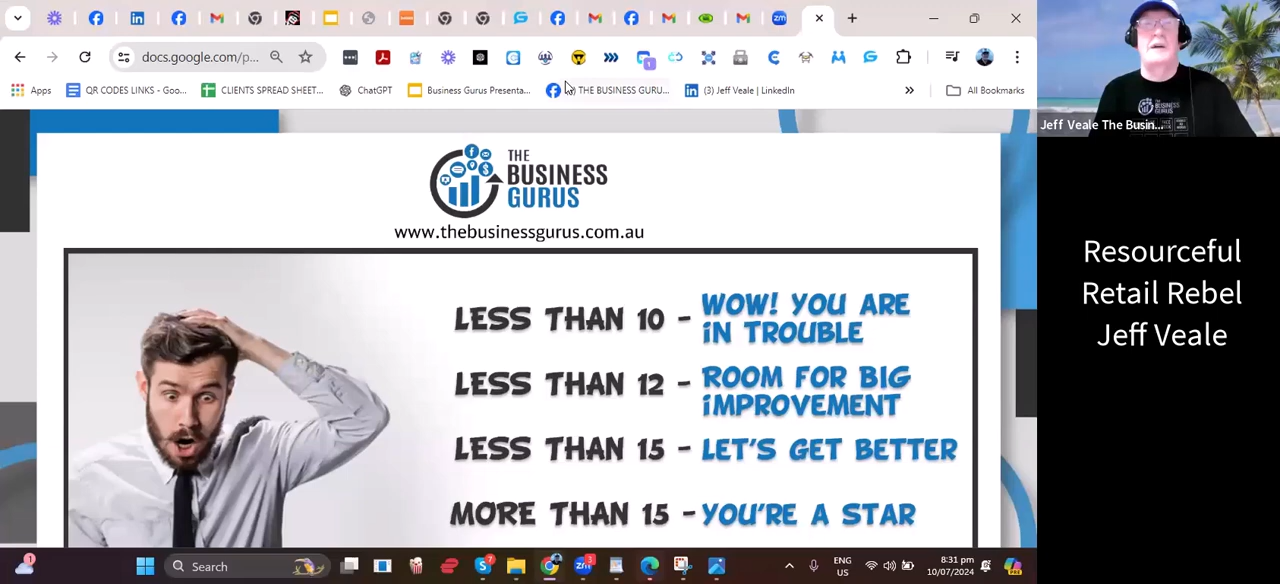 docs.google.com/p...
Apps
QR CODES LINKS - Goo...
CLIENTS SPREAD SHEET...
ChatGPT
Business Gurus Presenta...
THE BUSINESS GURU...
(3) Jeff Veale | LinkedIn
All Bookmarks
Jeff Veale The Busin...
THE
BUSINESS
GURUS
www.thebusinessgurus.com.au
LESS THAN 10 - WOW! YOU ARE
IN TROUBLE
LESS THAN 12 - ROOM FOR BIG
IMPROVEMENT
LESS THAN 15 - LET'S GET BETTER
MORE THAN 15 - YOU'RE A STAR
Resourceful
Retail Rebel
Jeff Veale
Search
ENG
US
8:31 pm
10/07/2024